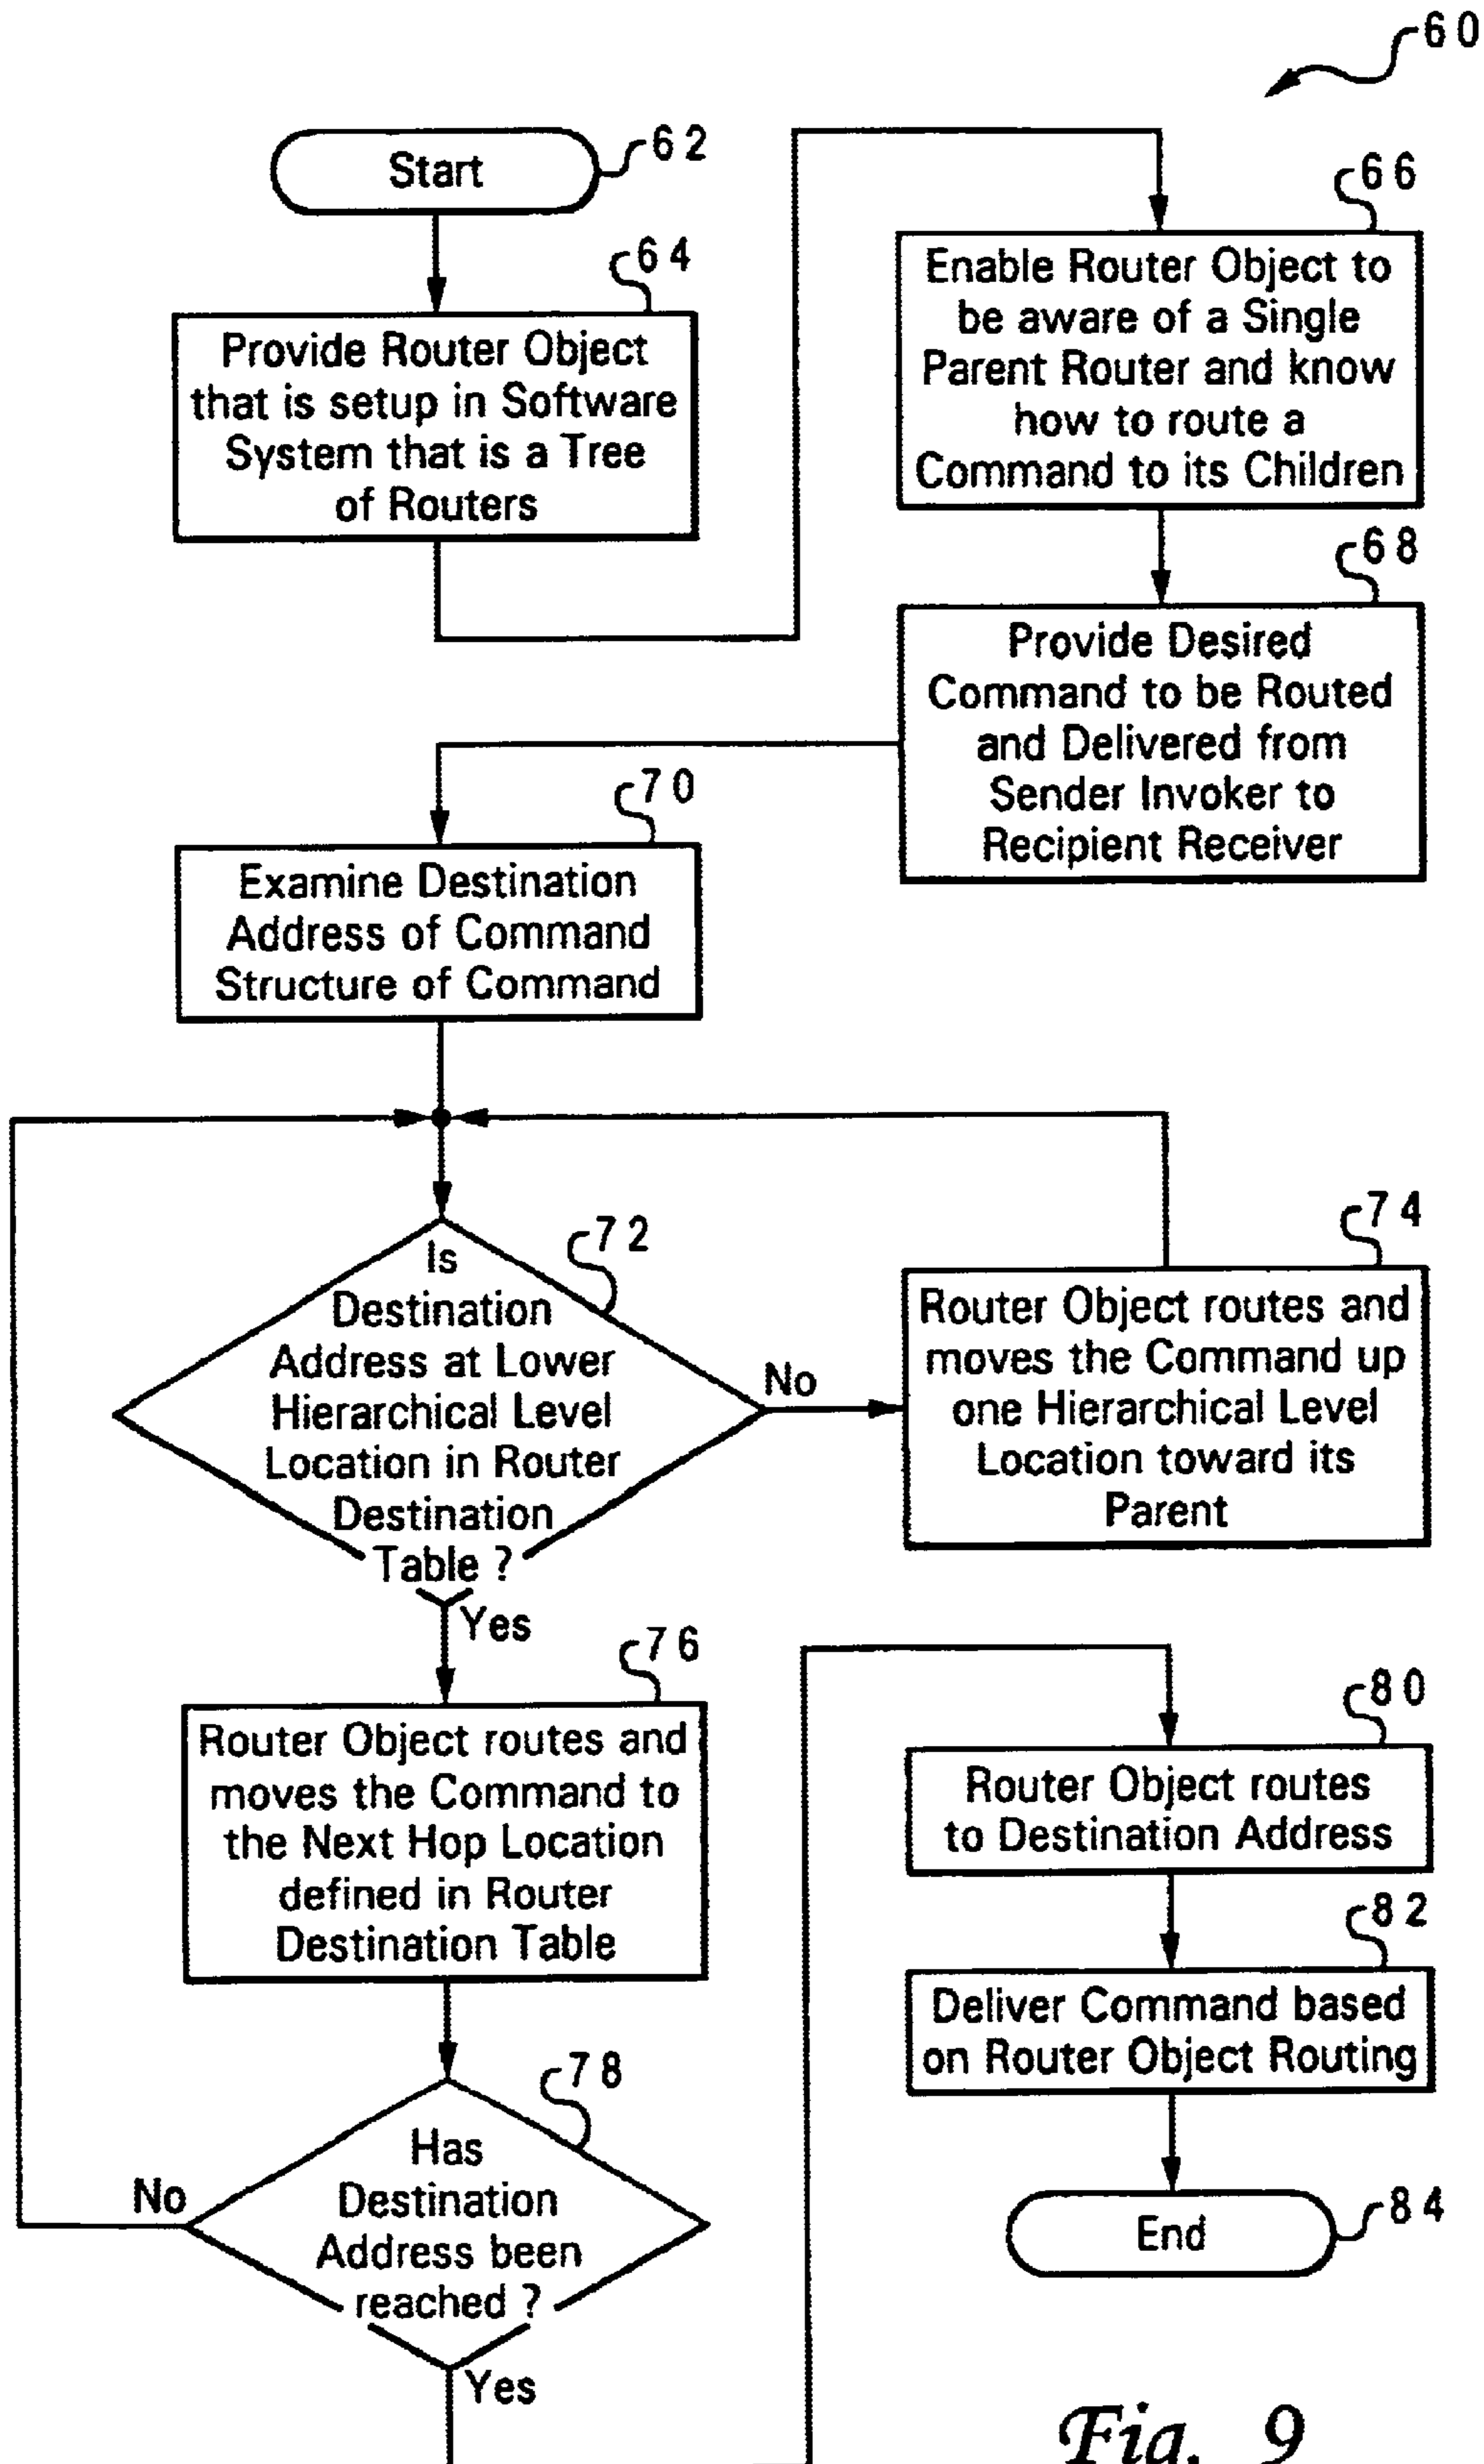 60
Start
62
64
Provide Router Object
that is setup in Software
System that is a Tree
of Routers
66
Enable Router Object to
be aware of a Single
Parent Router and know
how to route a
Command to its Children
68
Provide Desired
Command to be Routed
and Delivered from
Sender Invoker to
Recipient Receiver
70
Examine Destination
Address of Command
Structure of Command
72
Is
Destination
Address at Lower
Hierarchical Level
Location in Router
Destination
Table ?
No
Yes
74
Router Object routes and
moves the Command up
one Hierarchical Level
Location toward its
Parent
76
Router Object routes and
moves the Command to
the Next Hop Location
defined in Router
Destination Table
78
Has
Destination
Address been
reached ?
No
Yes
80
Router Object routes
to Destination Address
82
Deliver Command based
on Router Object Routing
End
84
Fig. 9